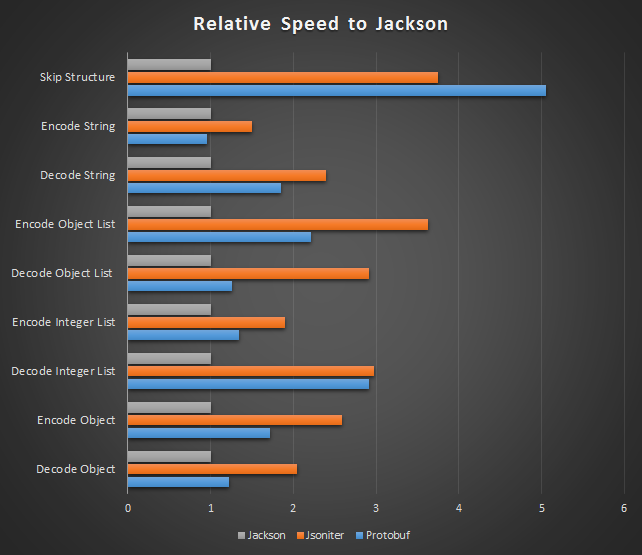 Relative Speed to Jackson
Skip Structure
Encode String
Decode String
Encode Object List
Decode Object List
Encode Integer List
Decode Integer List
Encode Object
Decode Object
0 1 2 3 4 5 6
Jackson Jsoniter Protobuf